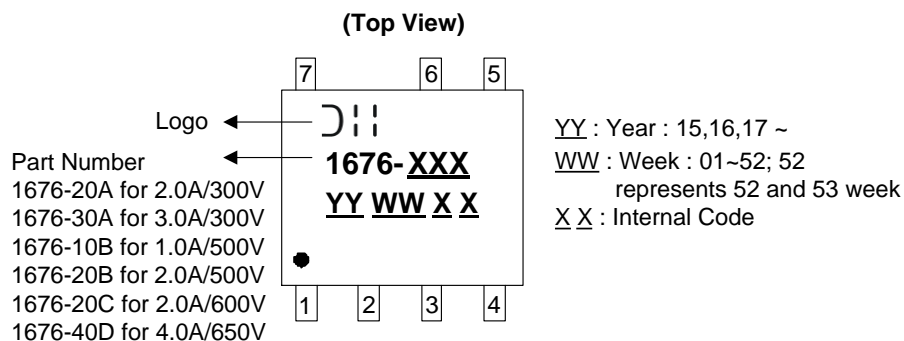 (Top View)
7 6 5
Logo
Part Number
1676-20A for 2.0A/300V
1676-30A for 3.0A/300V
1676-10B for 1.0A/500V
1676-20B for 2.0A/500V
1676-20C for 2.0A/600V
1676-40D for 4.0A/650V
1676-XXX
YY WW X X
1 2 3 4
YY : Year : 15,16,17 ~
WW : Week : 01~52; 52
represents 52 and 53 week
X X : Internal Code